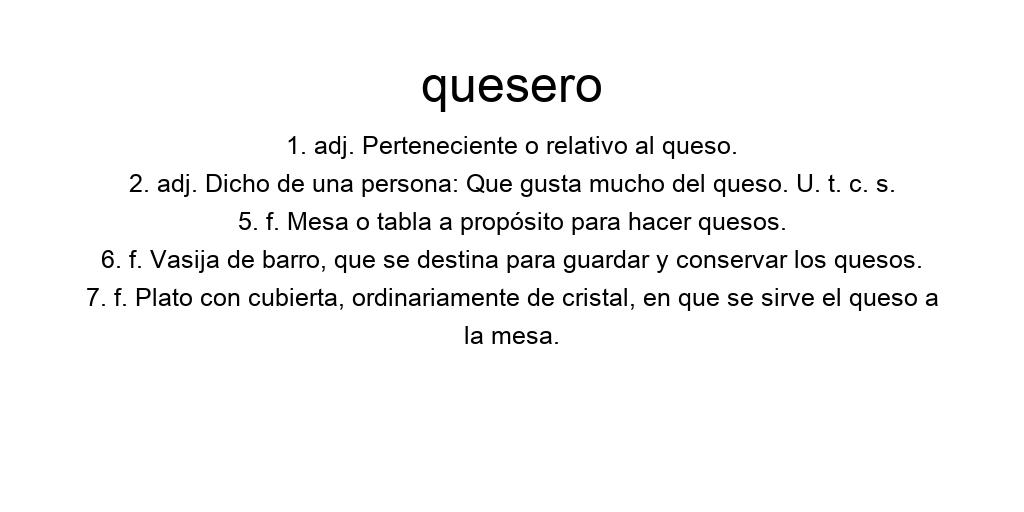 quesero
1. adj. Perteneciente o relativo al queso.
2. adj. Dicho de una persona: Que gusta mucho del queso. U. t. c. s.
5. f. Mesa o tabla a propósito para hacer quesos.
6. f. Vasija de barro, que se destina para guardar y conservar los quesos.
7. f. Plato con cubierta, ordinariamente de cristal, en que se sirve el queso a
la mesa.